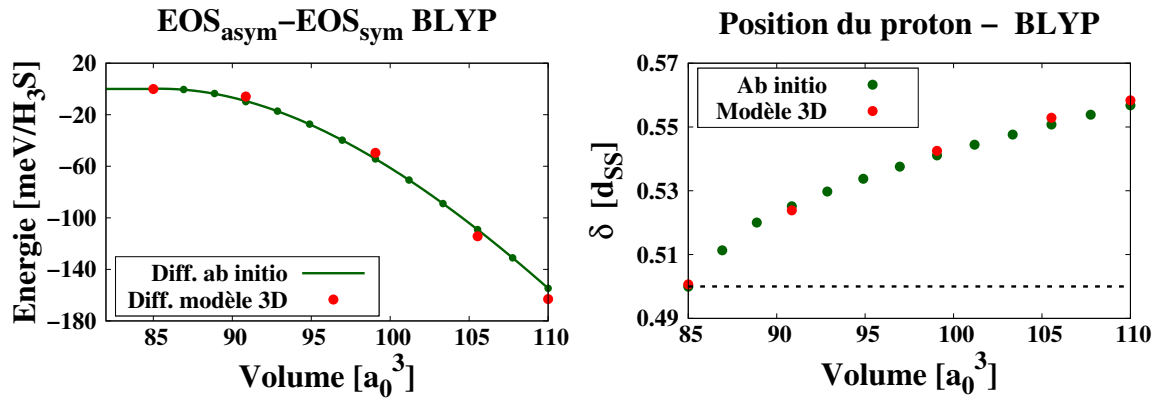 EOSasym−EOSsym BLYP
Energie [meV/H3S]
20
−20
−60
−100
−140
−180
Diff. ab initio
Diff. modèle 3D
85 90 95 100 105 110
Volume [a0^3]
Position du proton − BLYP
δ [dSS]
0.57
0.55
0.53
0.51
0.49
Ab initio
Modèle 3D
85 90 95 100 105 110
Volume [a0^3]